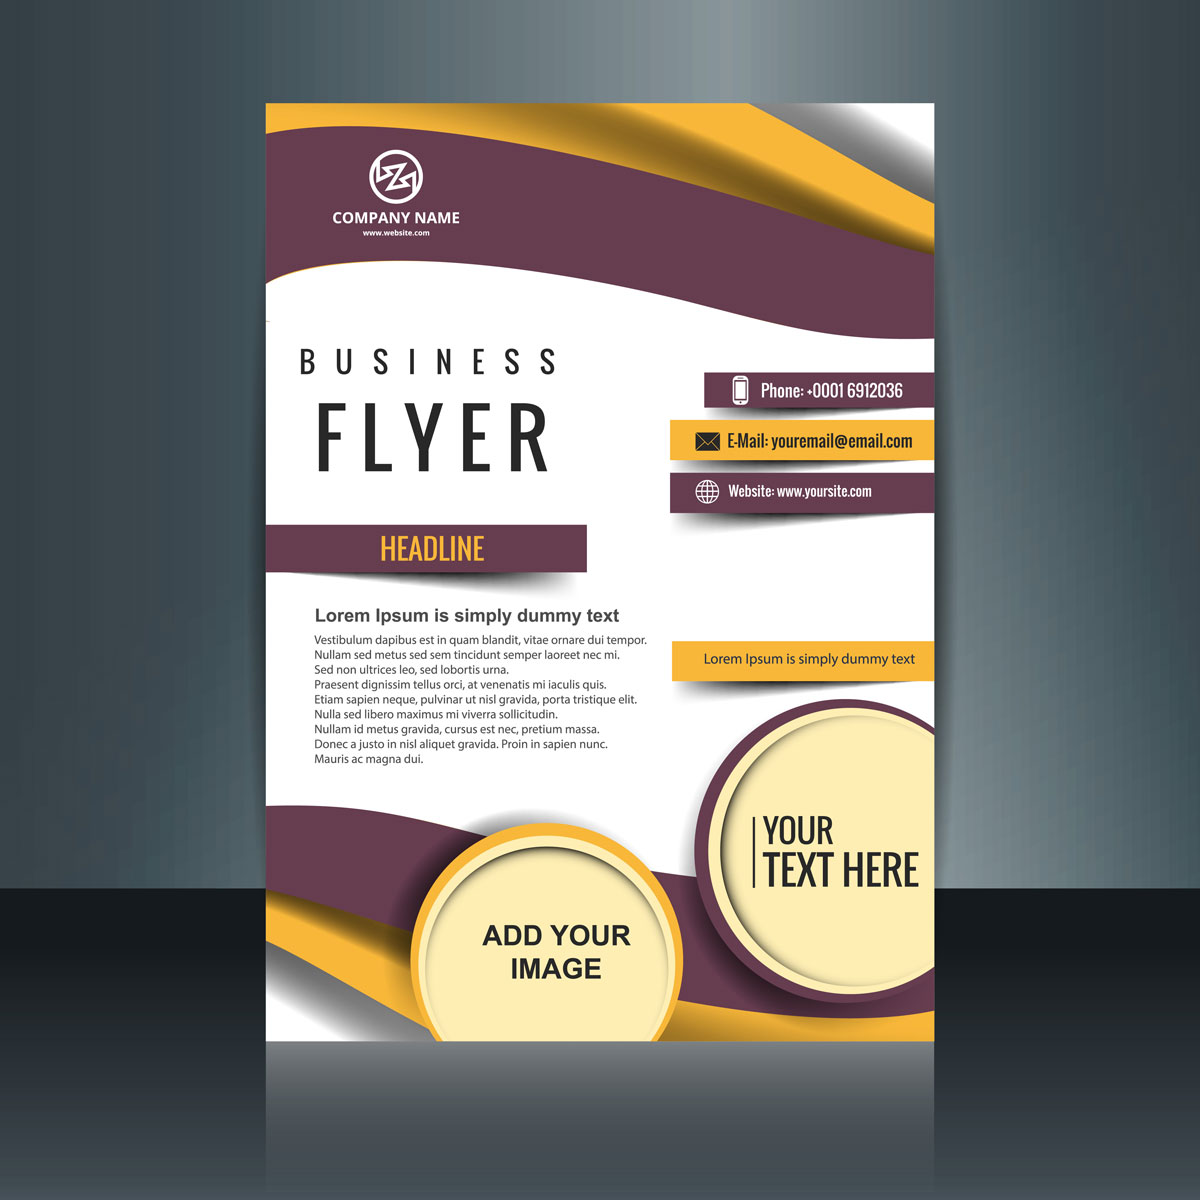 COMPANY NAME
www.website.com
BUSINESS
FLYER
Phone: +0001 6912036
E-Mail: youremail@email.com
Website: www.yoursite.com
HEADLINE
Lorem Ipsum is simply dummy text
Vestibulum dapibus est in quam blandit, vitae ornare dui tempor.
Nullam sed metus sed sem tincidunt semper laoreet nec mi.
Sed non ultrices leo, sed lobortis urna.
Praesent dignissim tellus orci, at venenatis mi iaculis quis.
Etiam sapien neque, pulvinar ut nisl gravida, porta tristique elit.
Nulla sed libero maximus mi viverra sollicitudin.
Nullam id metus gravida, cursus est nec, pretium massa.
Donec a justo in nisl aliquet gravida. Proin in sapien nunc.
Mauris ac magna dui.
Lorem Ipsum is simply dummy text
YOUR
TEXT HERE
ADD YOUR
IMAGE